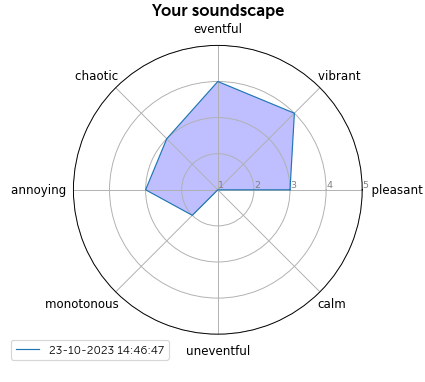 Your soundscape
eventful
chaotic
vibrant
annoying
1
2
3
4
5
pleasant
monotonous
calm
uneventful
23-10-2023 14:46:47